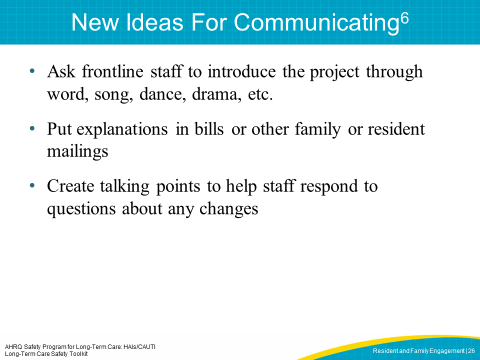 New Ideas For Communicating6
• Ask frontline staff to introduce the project through
word, song, dance, drama, etc.
• Put explanations in bills or other family or resident
mailings
• Create talking points to help staff respond to
questions about any changes
AHRQ Safety Program for Long-Term Care: HAIs/CAUTI
Long-Term Care Safety Toolkit
Resident and Family Engagement | 26